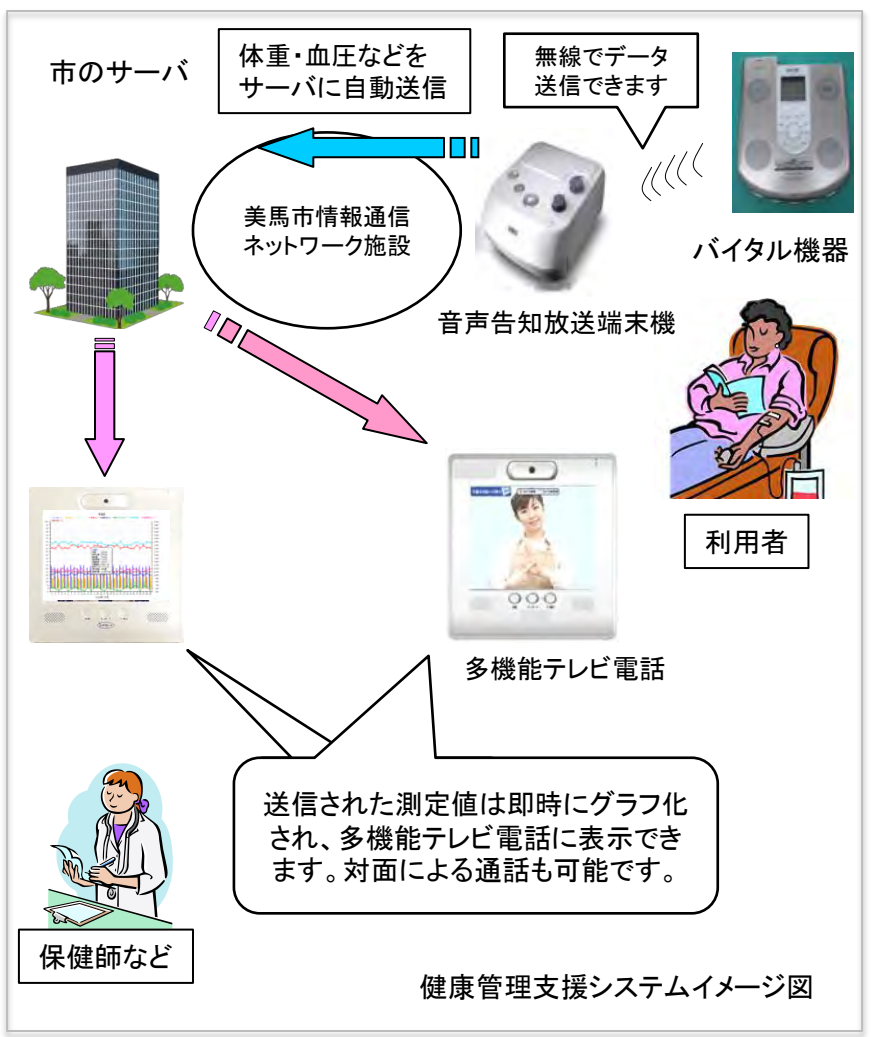 市のサーバ
体重・血圧などを
サーバに自動送信
無線でデータ
送信できます
美馬市情報通信
ネットワーク施設
バイタル機器
音声告知放送端末機
利用者
多機能テレビ電話
送信された測定値は即時にグラフ化
され、多機能テレビ電話に表示でき
ます。対面による通話も可能です。
保健師など
健康管理支援システムイメージ図